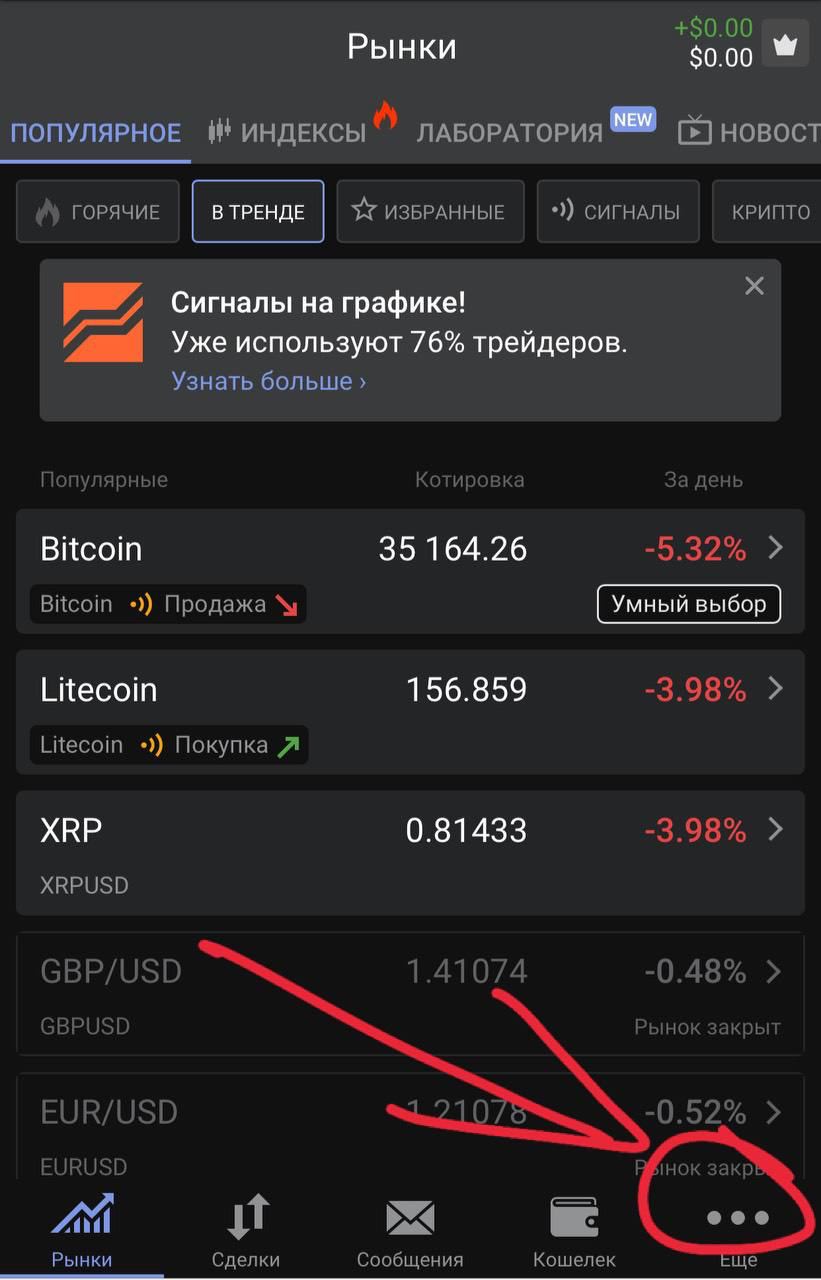 Рынки
+$0.00
$0.00
ПОПУЛЯРНОЕ ИНДЕКСЫ ЛАБОРАТОРИЯ NEW НОВОСТ
ГОРЯЧИЕ В ТРЕНДЕ ИЗБРАННЫЕ СИГНАЛЫ КРИПТО
Сигналы на графике!
Уже используют 76% трейдеров.
Узнать больше ›
Популярные Котировка За день
Bitcoin 35 164.26 -5.32%
Bitcoin Продажа Умный выбор
Litecoin 156.859 -3.98%
Litecoin Покупка
XRP 0.81433 -3.98%
XRPUSD
GBP/USD 1.41074 -0.48%
GBPUSD Рынок закрыт
EUR/USD 1.21078 -0.52%
EURUSD Рынок
Рынки Сделки Сообщения Кошелек Еще